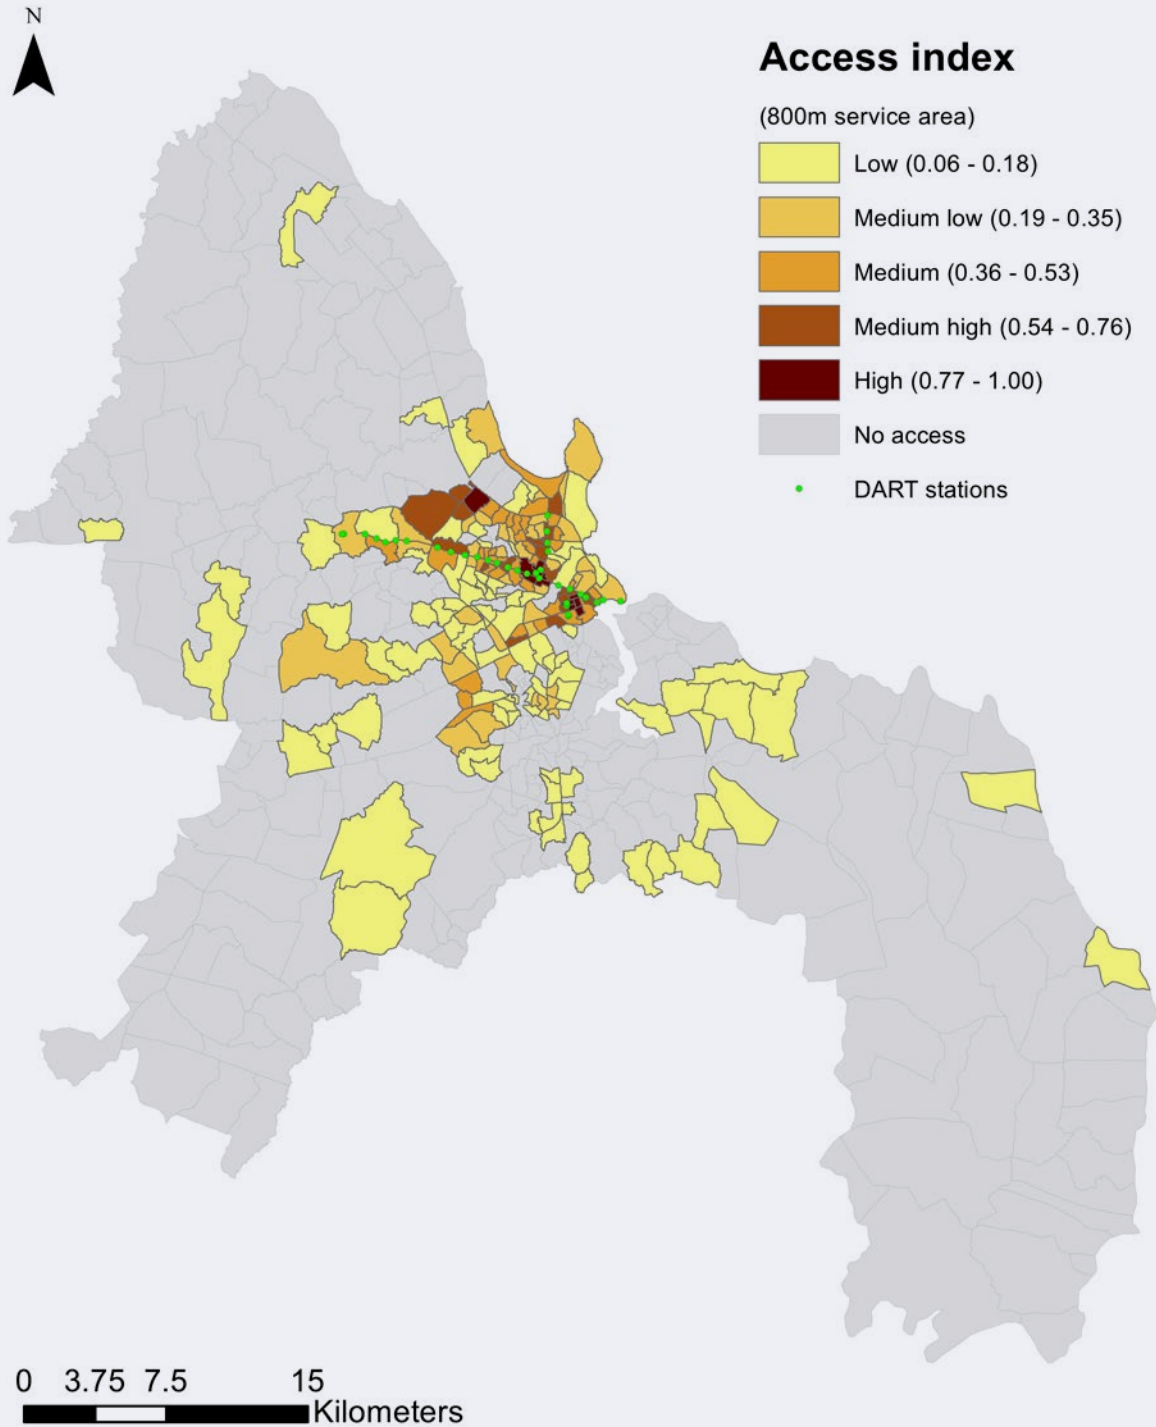 N
Access index
(800m service area)
Low (0.06 - 0.18)
Medium low (0.19 - 0.35)
Medium (0.36 - 0.53)
Medium high (0.54 - 0.76)
High (0.77 - 1.00)
No access
DART stations
0 3.75 7.5 15
Kilometers